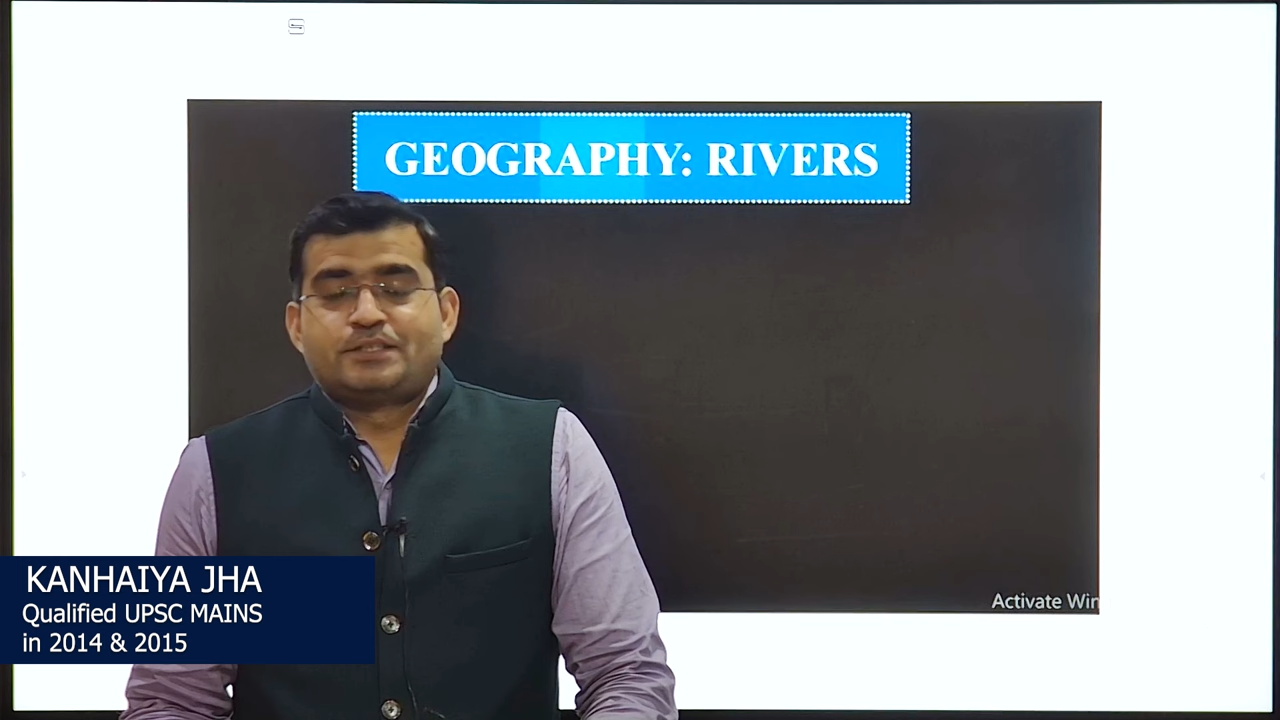 GEOGRAPHY: RIVERS
KANHAIYA JHA
Qualified UPSC MAINS
in 2014 & 2015
Activate Win